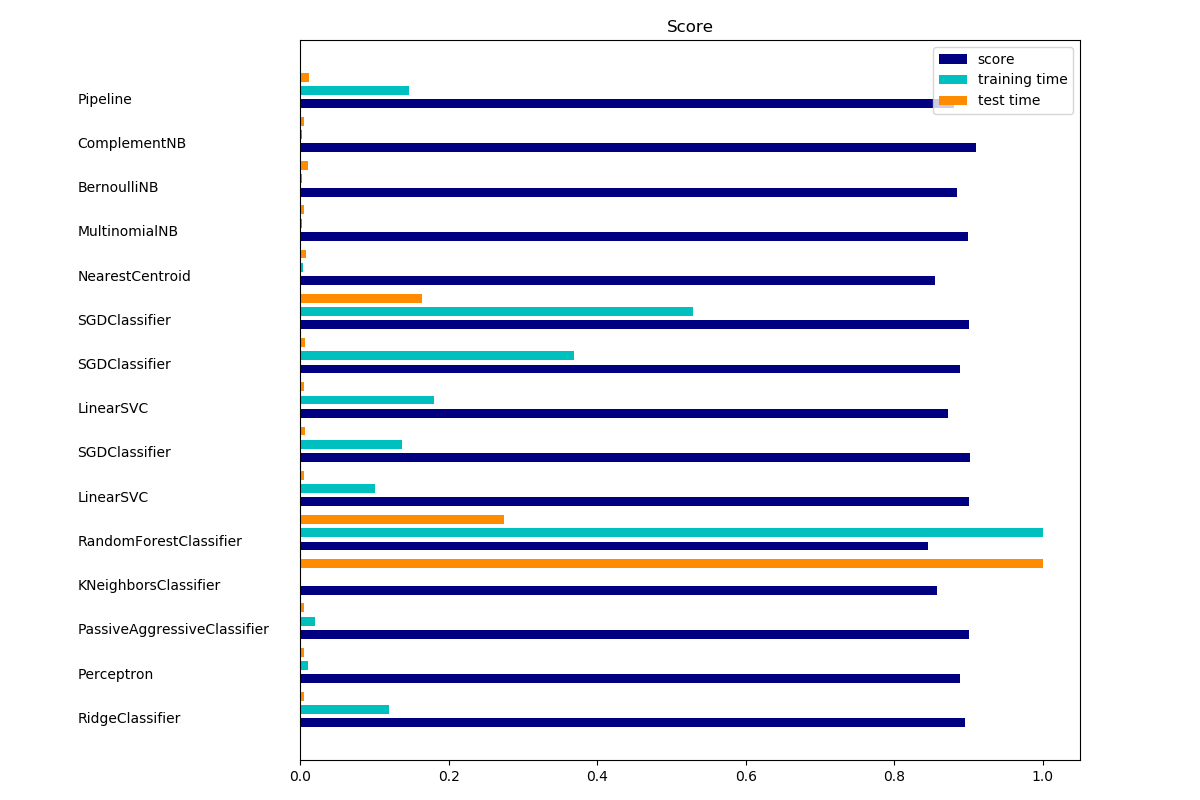 Score
score
training time
test time
Pipeline
ComplementNB
BernoulliNB
MultinomialNB
NearestCentroid
SGDClassifier
SGDClassifier
LinearSVC
SGDClassifier
LinearSVC
RandomForestClassifier
KNeighborsClassifier
PassiveAggressiveClassifier
Perceptron
RidgeClassifier
0.0 0.2 0.4 0.6 0.8 1.0